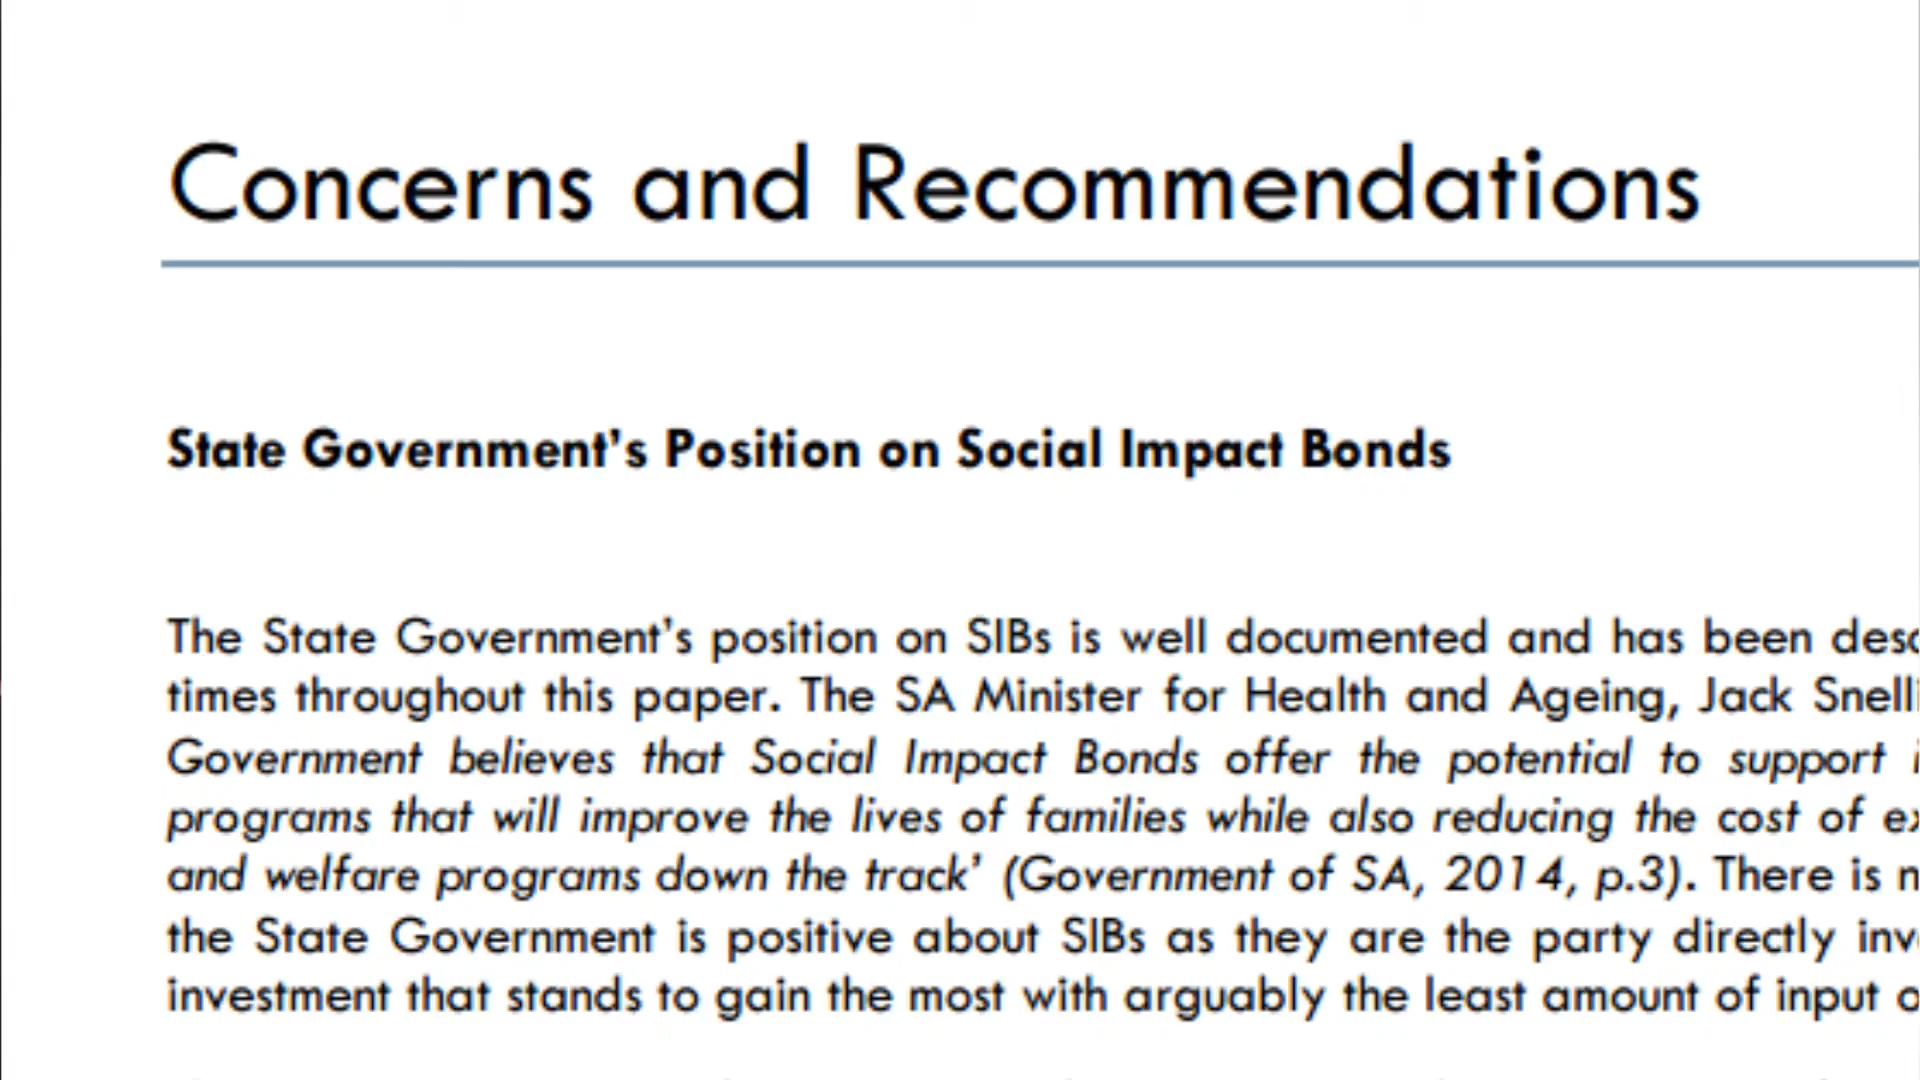 Concerns and Recommendations
State Government's Position on Social Impact Bonds
The State Government's position on SIBs is well documented and has been
times throughout this paper. The SA Minister for Health and Ageing, Jack
Government believes that Social Impact Bonds offer the potential to support
programs that will improve the lives of families while also reducing the cost of
and welfare programs down the track' (Government of SA, 2014, p.3). There is
the State Government is positive about SIBs as they are the party directly
investment that stands to gain the most with arguably the least amount of input